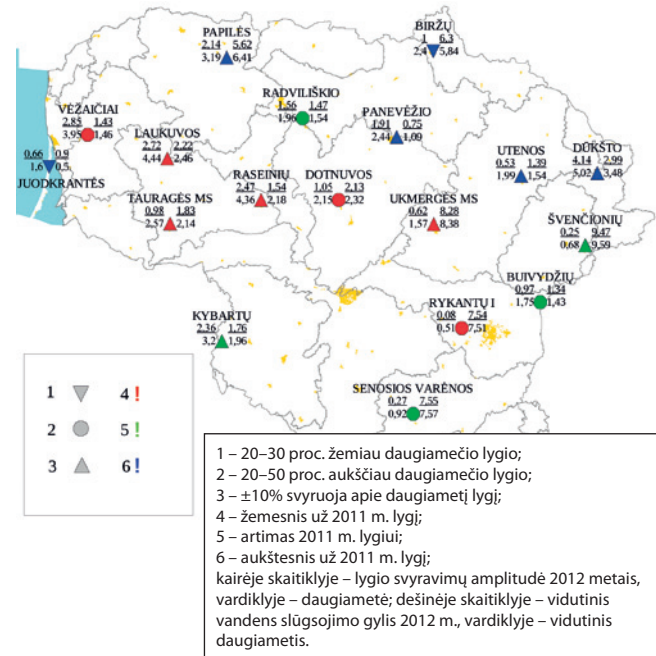 PAPILĖS
2.14 5.62
3,19 6,41
BIRŽŲ
1 6.3
2,4 5,84
RADVILIŠKIO
1.56 1.47
1,96 1,54
VĖŽAIČIAI
2.85 1.43
3,95 1,46
PANEVĖŽIO
1.91 0.75
2,44 1,09
LAUKUVOS
2.72 2.22
4,44 2,46
UTENOS
0.53 1.39
1,99 1,54
DŪKŠTO
4.14 2.99
5,02 3,48
0.66 0.9
1,6 0,5
JUODKRANTĖS
RASEINIŲ
2.47 1.54
4,36 2,18
DOTNUVOS
1.05 2.13
2,15 2,32
TAURAGĖS MS
0.98 1.83
2,57 2,14
UKMERGĖS MS
0.62 8.28
1,57 8,38
ŠVENČIONIŲ
0.25 9.47
0,68 9,59
BUIVYDŽIŲ
0.97 1.34
1,75 1,43
RYKANTŲ I
0.08 7.54
0,51 7,51
KYBARTŲ
2.36 1.76
3,2 1,96
SENOSIOS VARĖNOS
0.27 7.55
0,92 7,57
1 4 !
2 5 !
3 6 !
1 – 20–30 proc. žemiau daugiamečio lygio;
2 – 20–50 proc. aukščiau daugiamečio lygio;
3 – ±10% svyruoja apie daugiametį lygį;
4 – žemesnis už 2011 m. lygį;
5 – artimas 2011 m. lygiui;
6 – aukštesnis už 2011 m. lygį;
kairėje skaitiklyje – lygio svyravimų amplitudė 2012 metais,
vardiklyje – daugiametė; dešinėje skaitiklyje – vidutinis
vandens slūgsojimo gylis 2012 m., vardiklyje – vidutinis
daugiametis.